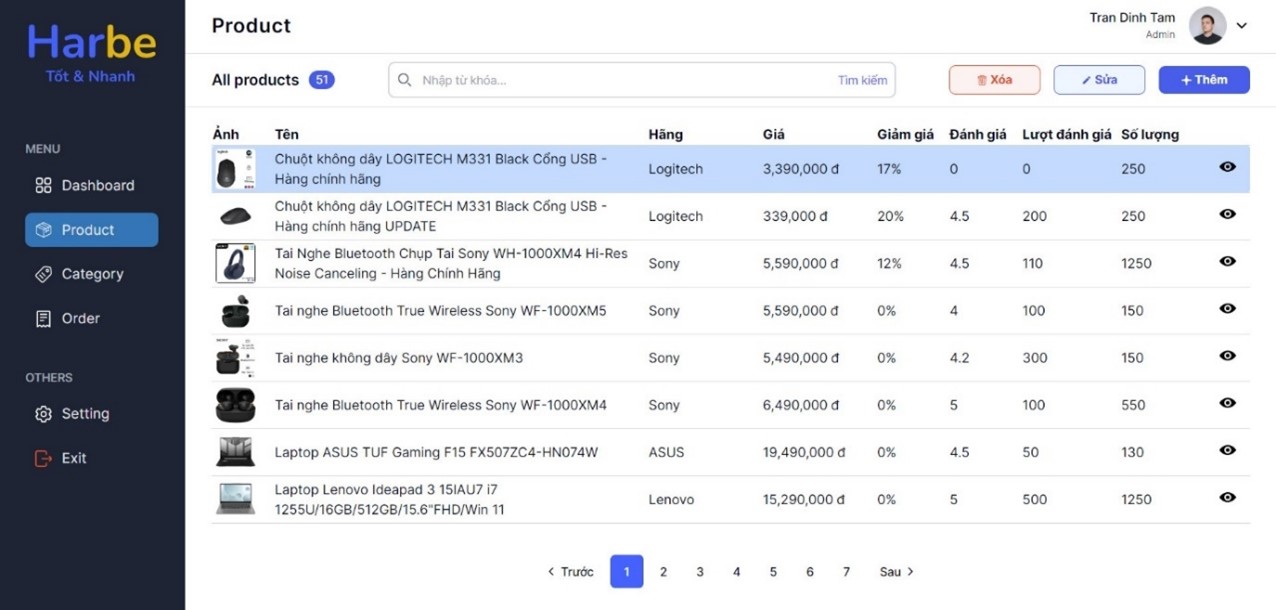 Harbe
Tốt & Nhanh
MENU
Dashboard
Product
Category
Order
OTHERS
Setting
Exit
Product
Tran Dinh Tam
Admin
All products 51
Nhập từ khóa... Tìm kiếm
Xóa Sửa + Thêm
Ảnh Tên Hãng Giá Giảm giá Đánh giá Lượt đánh giá Số lượng
Chuột không dây LOGITECH M331 Black Cổng USB -
Hàng chính hãng
Logitech 3,390,000 đ 17% 0 0 250
Chuột không dây LOGITECH M331 Black Cổng USB -
Hàng chính hãng UPDATE
Logitech 339,000 đ 20% 4.5 200 250
Tai Nghe Bluetooth Chụp Tai Sony WH-1000XM4 Hi-Res
Noise Canceling - Hàng Chính Hãng
Sony 5,590,000 đ 12% 4.5 110 1250
Tai nghe Bluetooth True Wireless Sony WF-1000XM5 Sony 5,590,000 đ 0% 4 100 150
Tai nghe không dây Sony WF-1000XM3 Sony 5,490,000 đ 0% 4.2 300 150
Tai nghe Bluetooth True Wireless Sony WF-1000XM4 Sony 6,490,000 đ 0% 5 100 550
Laptop ASUS TUF Gaming F15 FX507ZC4-HN074W ASUS 19,490,000 đ 0% 4.5 50 130
Laptop Lenovo Ideapad 3 15IAU7 i7
1255U/16GB/512GB/15.6"FHD/Win 11
Lenovo 15,290,000 đ 0% 5 500 1250
< Trước 1 2 3 4 5 6 7 Sau >